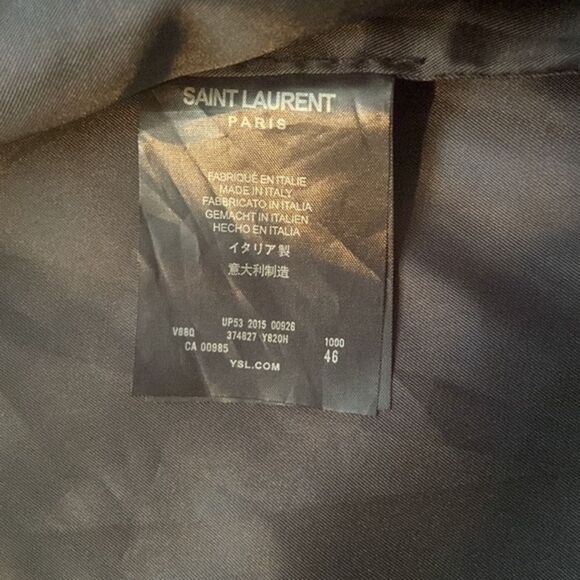 SAINT LAURENT
PARIS
FABRIQUÉ EN ITALIE
MADE IN ITALY
FABBRICATO IN ITALIA
GEMACHT IN ITALIEN
HECHO EN ITALIA
イタリア製
意大利制造
UP53 2015 00926
V88Q 374827 Y820H 1000
CA 00985 46
YSL.COM